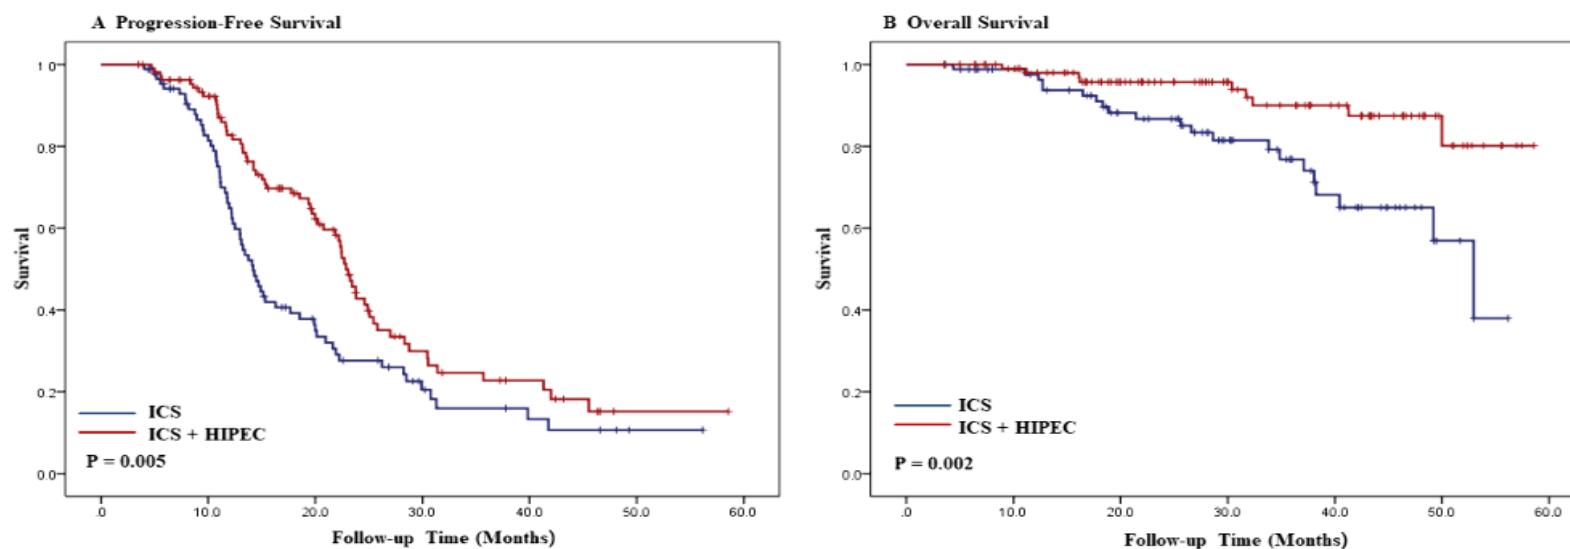 A Progression-Free Survival
1.0
0.8
0.6
0.4
0.2
0.0
Survival
ICS
ICS + HIPEC
P = 0.005
.0 10.0 20.0 30.0 40.0 50.0 60.0
Follow-up Time (Months)
B Overall Survival
1.0
0.8
0.6
0.4
0.2
0.0
Survival
ICS
ICS + HIPEC
P = 0.002
.0 10.0 20.0 30.0 40.0 50.0 60.0
Follow-up Time (Months)